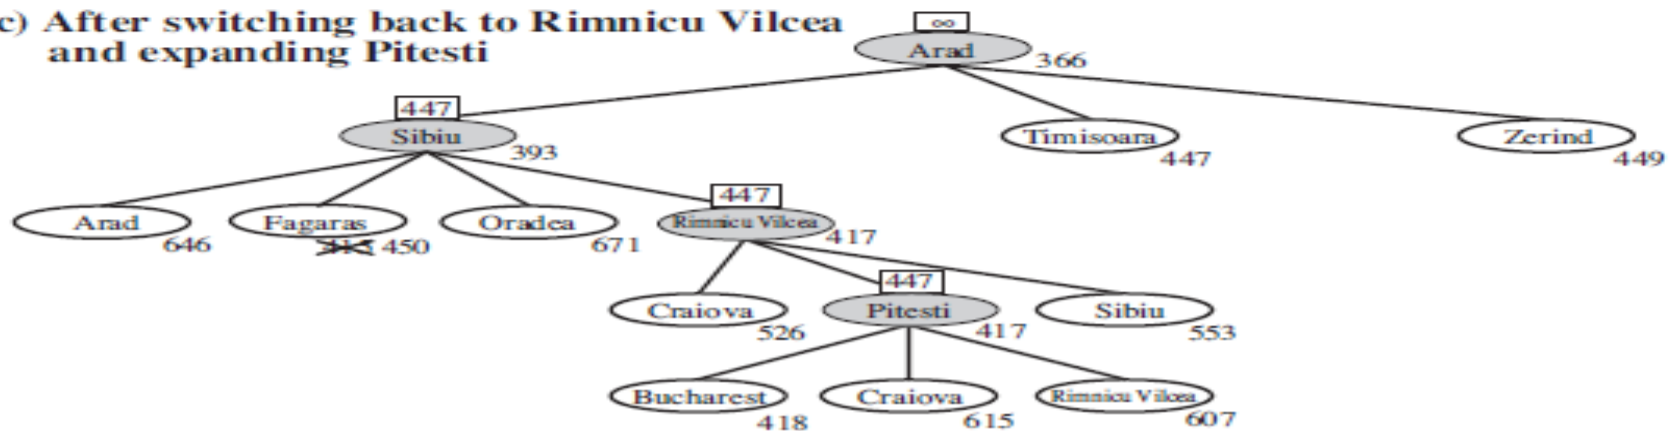 c) After switching back to Rimnicu Vilcea
and expanding Pitesti
∞
Arad 366
447
Sibiu 393
Timisoara 447
Zerind 449
Arad 646
Fagaras 415 450
Oradea 671
447
Rimnicu Vilcea 417
Craiova 526
447
Pitesti 417
Sibiu 553
Bucharest 418
Craiova 615
Rimnicu Vilcea 607